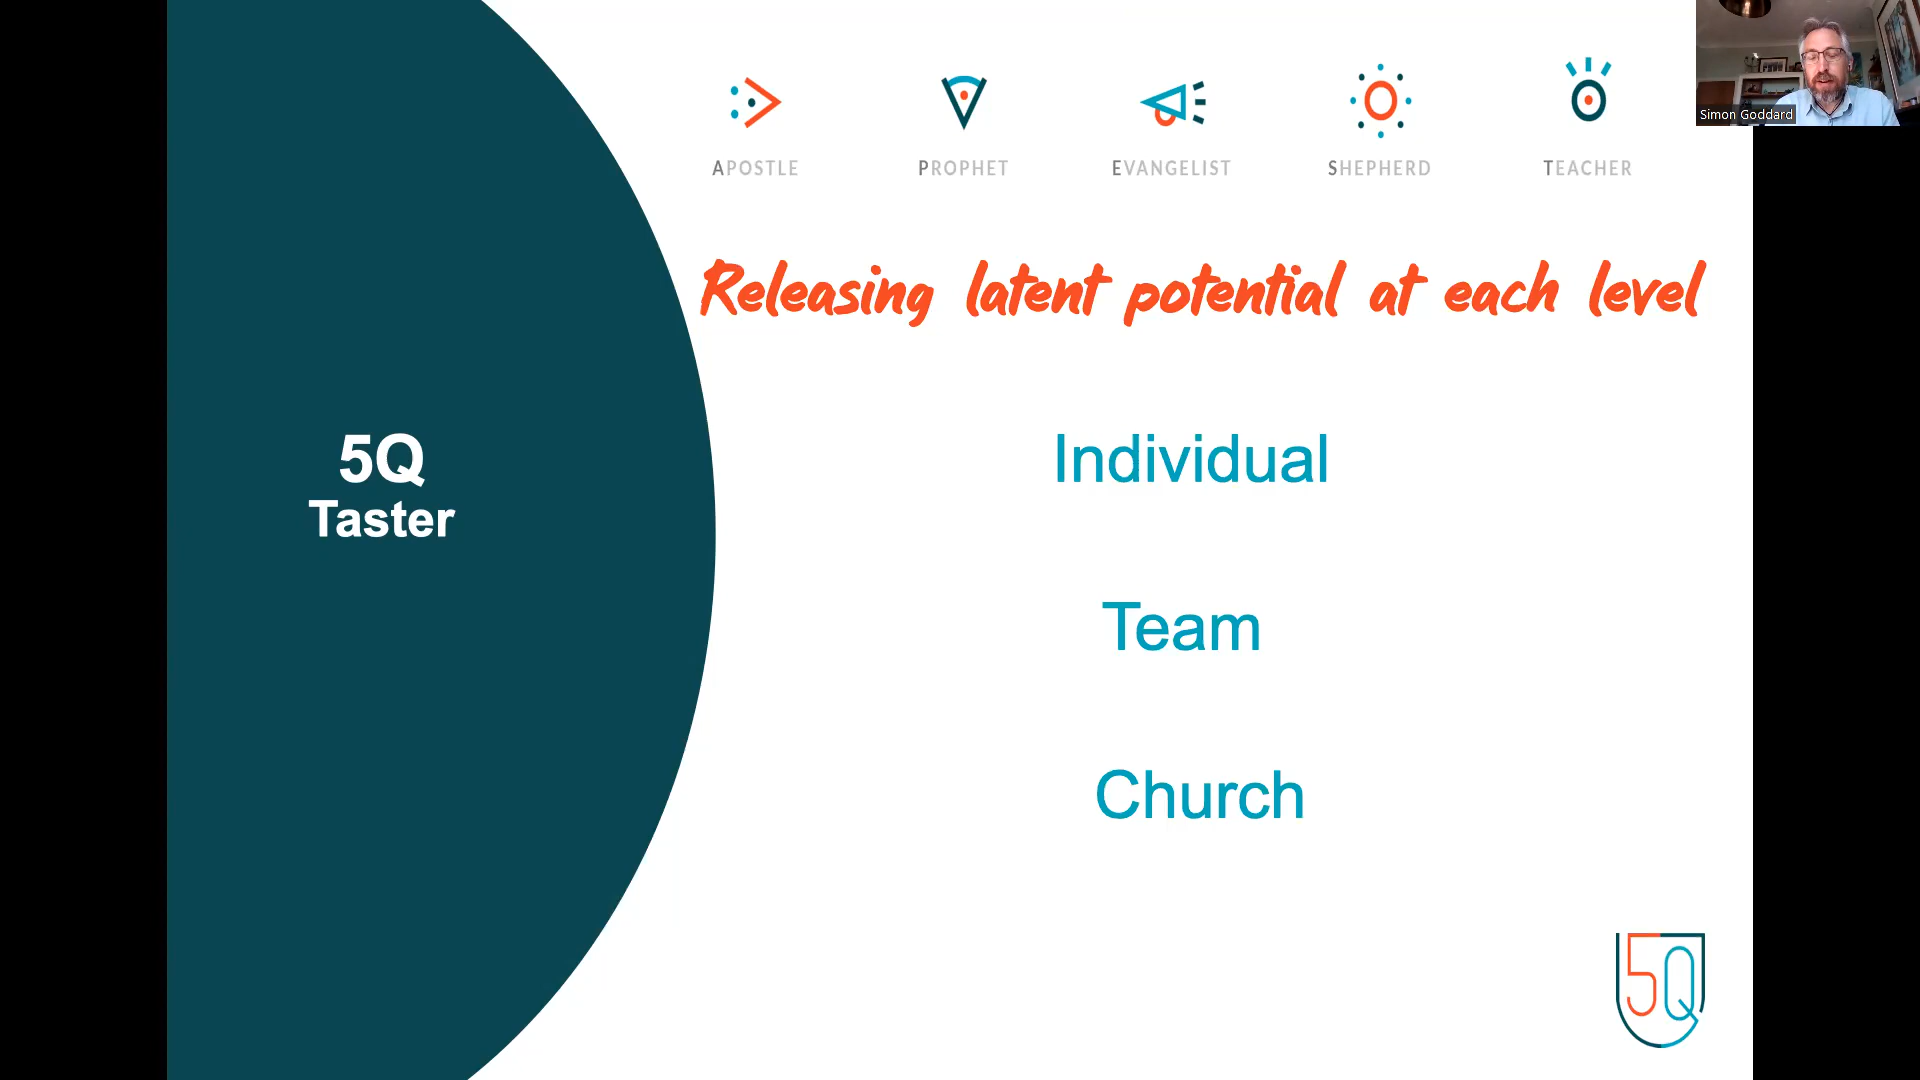 Simon Goddard
APOSTLE PROPHET EVANGELIST SHEPHERD TEACHER
Releasing latent potential at each level
5Q
Taster
Individual
Team
Church
5Q